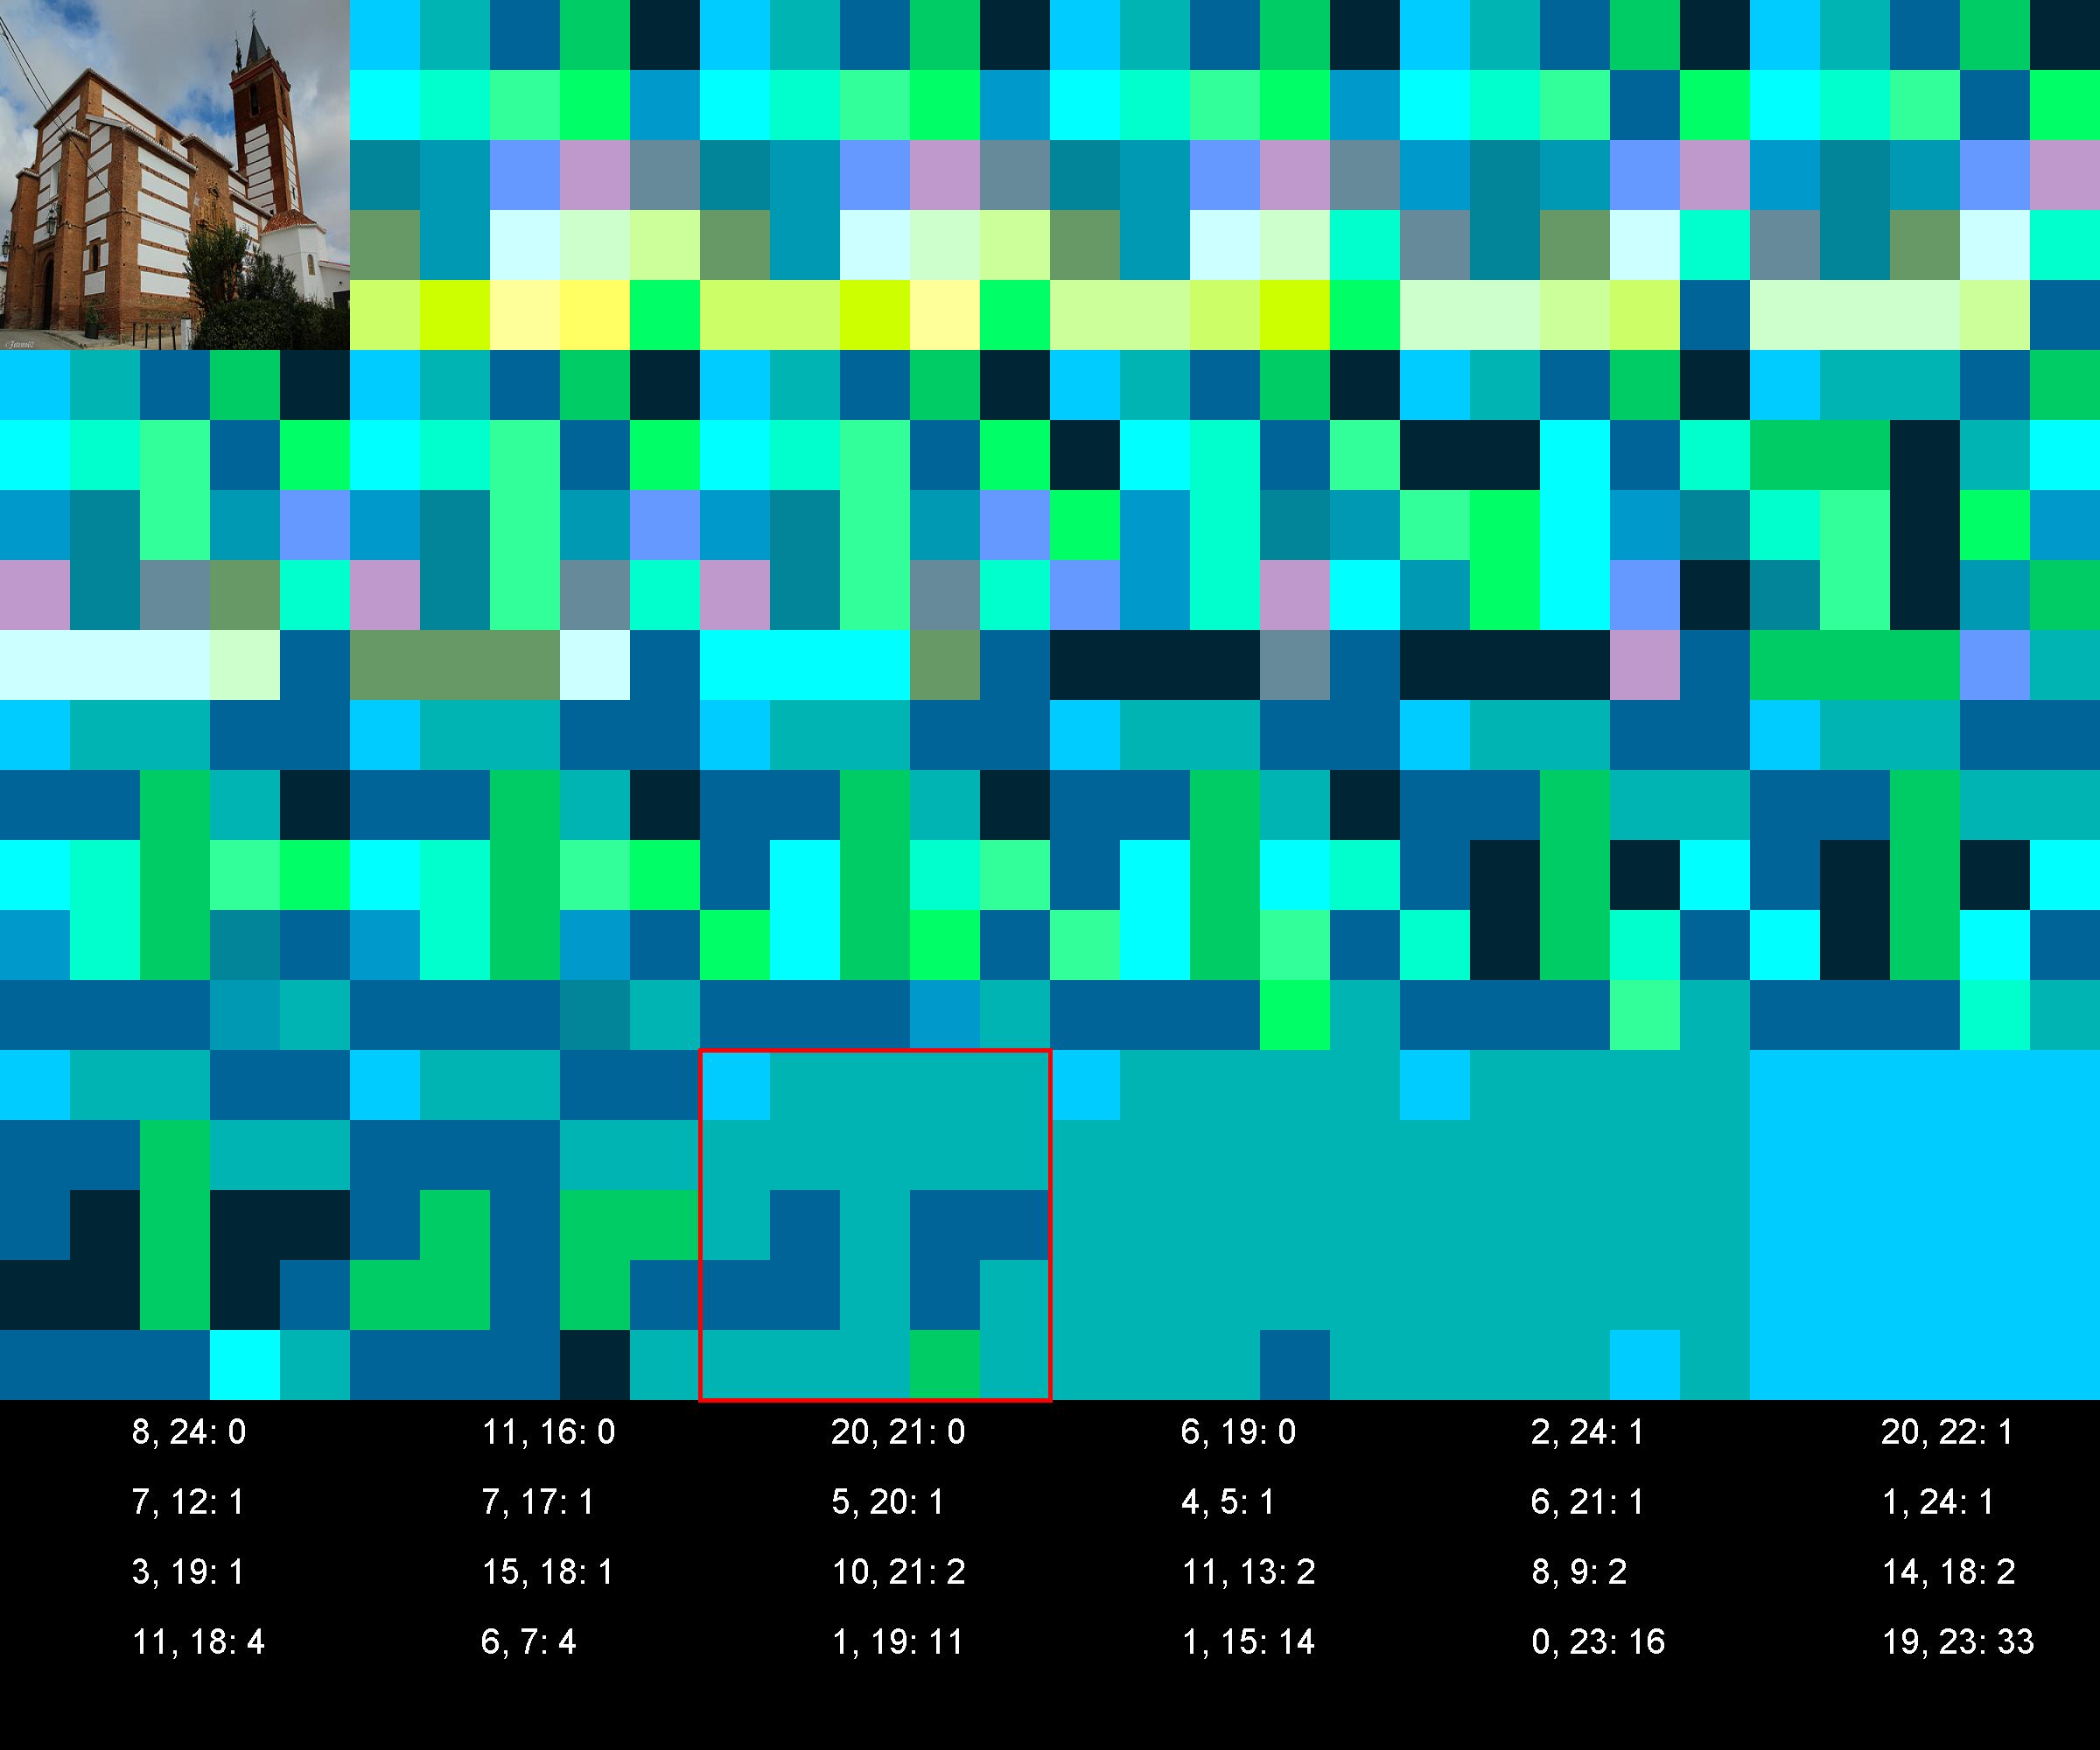 8, 24: 0 11, 16: 0 20, 21: 0 6, 19: 0 2, 24: 1 20, 22: 1
7, 12: 1 7, 17: 1 5, 20: 1 4, 5: 1 6, 21: 1 1, 24: 1
3, 19: 1 15, 18: 1 10, 21: 2 11, 13: 2 8, 9: 2 14, 18: 2
11, 18: 4 6, 7: 4 1, 19: 11 1, 15: 14 0, 23: 16 19, 23: 33